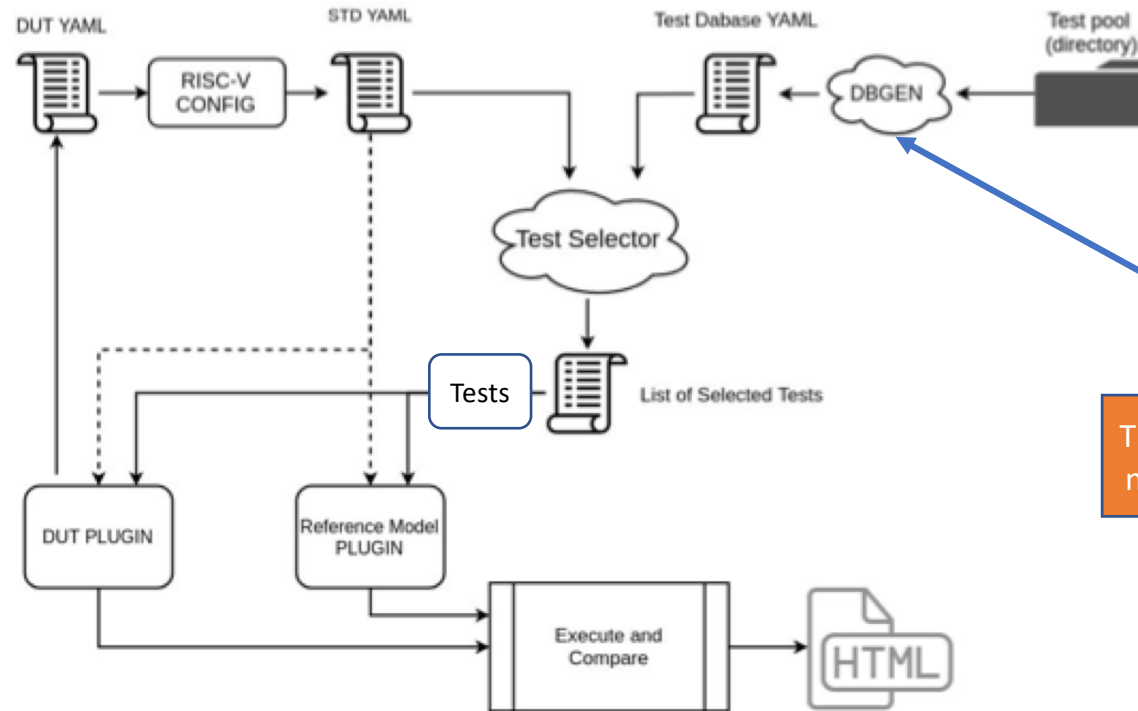 DUT YAML
STD YAML
Test Dabase YAML
Test pool
(directory)
RISC-V
CONFIG
DBGEN
Test Selector
Tests
List of Selected Tests
DUT PLUGIN
Reference Model
PLUGIN
Execute and
Compare
HTML